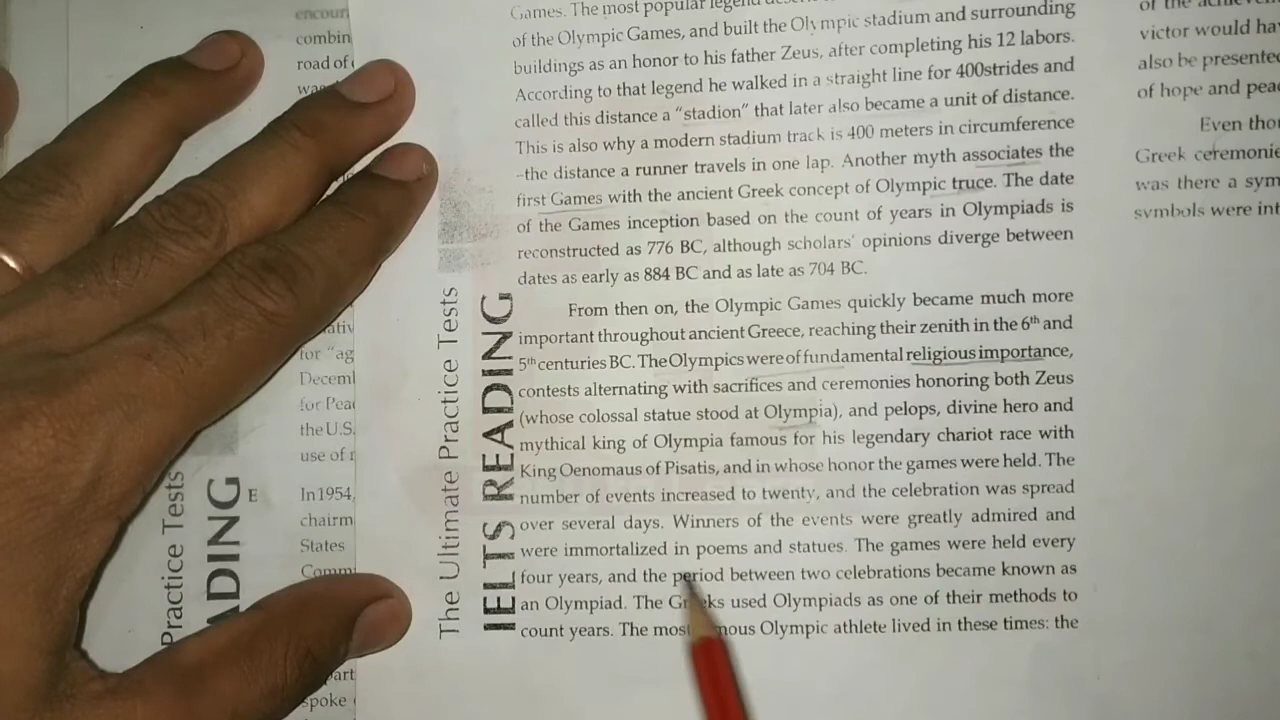 encour
combin
road of
for "ag
Deceml
for Pea
the U.S.
use of r
In 1954,
chairm
States
Comm
part
spoke
Practice Tests
ADING
E
The Ultimate Practice Tests
IELTS READING
Games. The most popular legend
of the Olympic Games, and built the Olympic stadium and surrounding
buildings as an honor to his father Zeus, after completing his 12 labors.
According to that legend he walked in a straight line for 400strides and
called this distance a "stadion" that later also became a unit of distance.
This is also why a modern stadium track is 400 meters in circumference
-the distance a runner travels in one lap. Another myth associates the
first Games with the ancient Greek concept of Olympic truce. The date
of the Games inception based on the count of years in Olympiads is
reconstructed as 776 BC, although scholars' opinions diverge between
dates as early as 884 BC and as late as 704 BC.
From then on, the Olympic Games quickly became much more
important throughout ancient Greece, reaching their zenith in the 6th and
5th centuries BC. The Olympics were of fundamental religious importance,
contests alternating with sacrifices and ceremonies honoring both Zeus
(whose colossal statue stood at Olympia), and pelops, divine hero and
mythical king of Olympia famous for his legendary chariot race with
King Oenomaus of Pisatis, and in whose honor the games were held. The
number of events increased to twenty, and the celebration was spread
over several days. Winners of the events were greatly admired and
were immortalized in poems and statues. The games were held every
four years, and the period between two celebrations became known as
an Olympiad. The Greeks used Olympiads as one of their methods to
count years. The most Olympic athlete lived in these times: the
of the
victor would ha
also be presente
of hope and pea
Even tho
Greek ceremonie
was there a sym
symbols were int